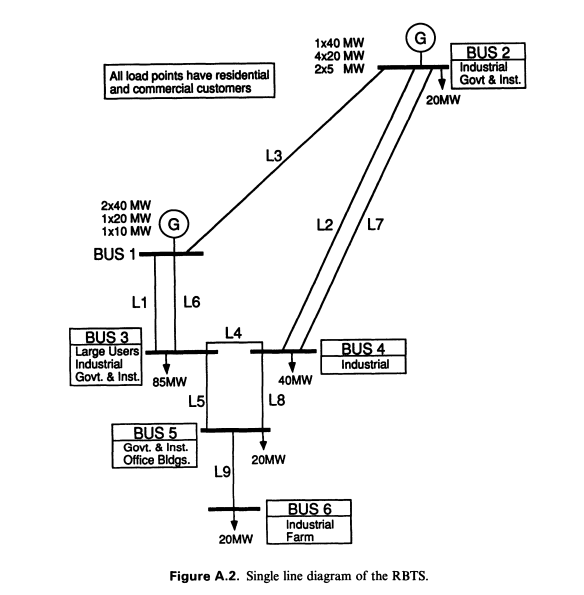 1x40 MW
4x20 MW
2x5 MW
G
BUS 2
Industrial
Govt & Inst.
20MW
All load points have residential
and commercial customers
L3
L2
L7
2x40 MW
1x20 MW
1x10 MW
G
BUS 1
L1
L6
BUS 3
Large Users
Industrial
Govt. & Inst.
85MW
L4
BUS 4
Industrial
40MW
L5
L8
BUS 5
Govt. & Inst.
Office Bldgs.
20MW
L9
BUS 6
Industrial
Farm
20MW
Figure A.2. Single line diagram of the RBTS.